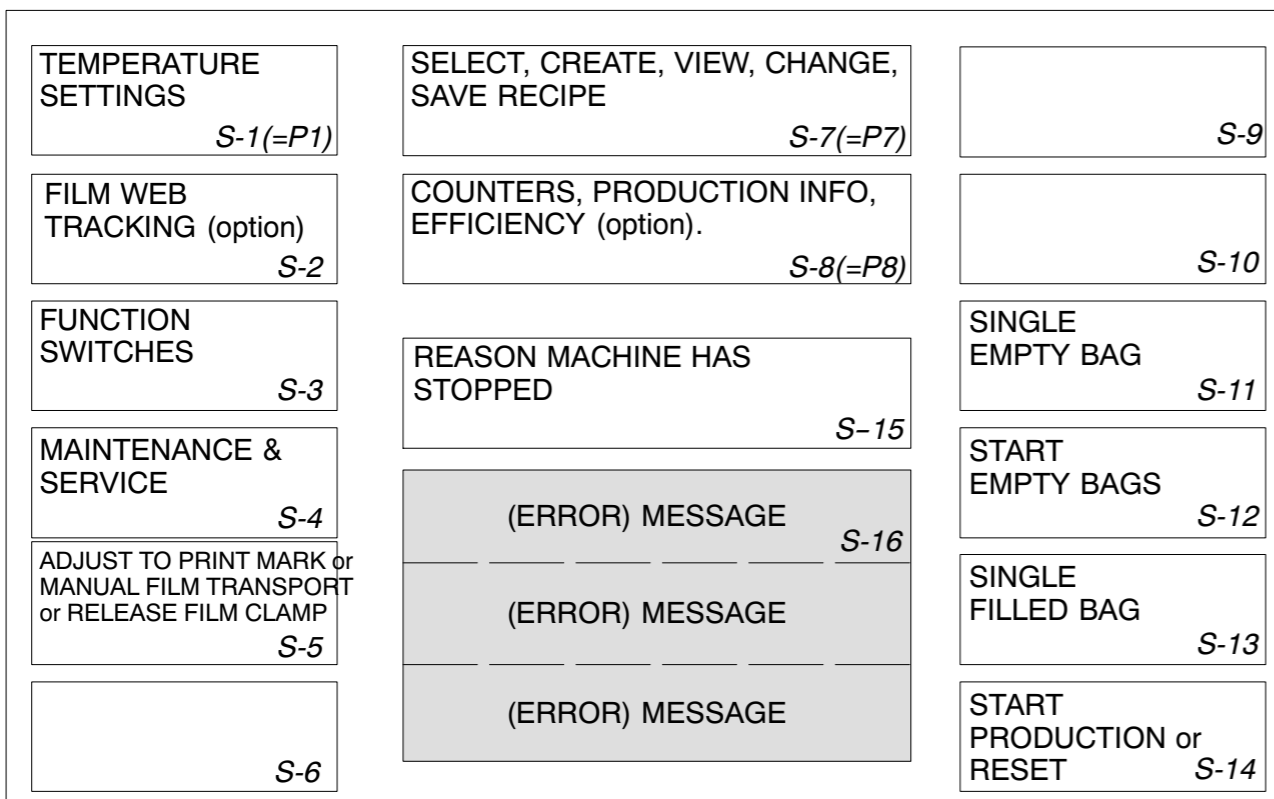 TEMPERATURE
SETTINGS
S-1(=P1)
FILM WEB
TRACKING (option)
S-2
FUNCTION
SWITCHES
S-3
MAINTENANCE &
SERVICE
S-4
ADJUST TO PRINT MARK or
MANUAL FILM TRANSPORT
or RELEASE FILM CLAMP
S-5
S-6
SELECT, CREATE, VIEW, CHANGE,
SAVE RECIPE
S-7(=P7)
COUNTERS, PRODUCTION INFO,
EFFICIENCY (option).
S-8(=P8)
REASON MACHINE HAS
STOPPED
S–15
(ERROR) MESSAGE
S-16
(ERROR) MESSAGE
(ERROR) MESSAGE
S-9
S-10
SINGLE
EMPTY BAG
S-11
START
EMPTY BAGS
S-12
SINGLE
FILLED BAG
S-13
START
PRODUCTION or
RESET S-14